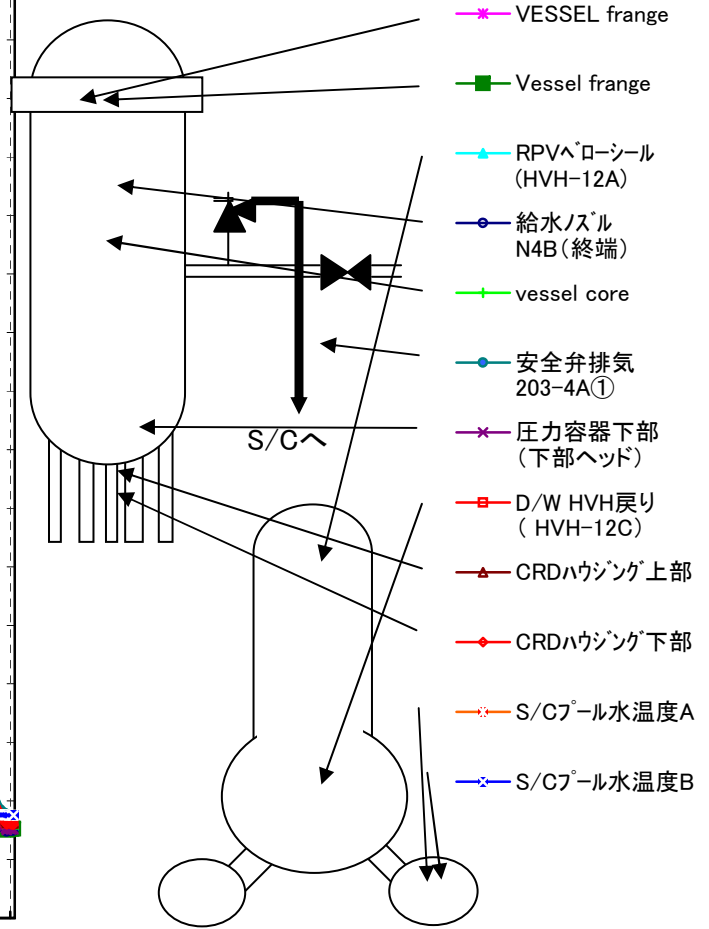 VESSEL frange
Vessel frange
RPVベローシール
(HVH-12A)
給水ノズル
N4B(終端)
vessel core
安全弁排気
203-4A①
S/Cへ
圧力容器下部
(下部ヘッド)
D/W HVH戻り
( HVH-12C)
CRDハウジング上部
CRDハウジング下部
S/Cプール水温度A
S/Cプール水温度B